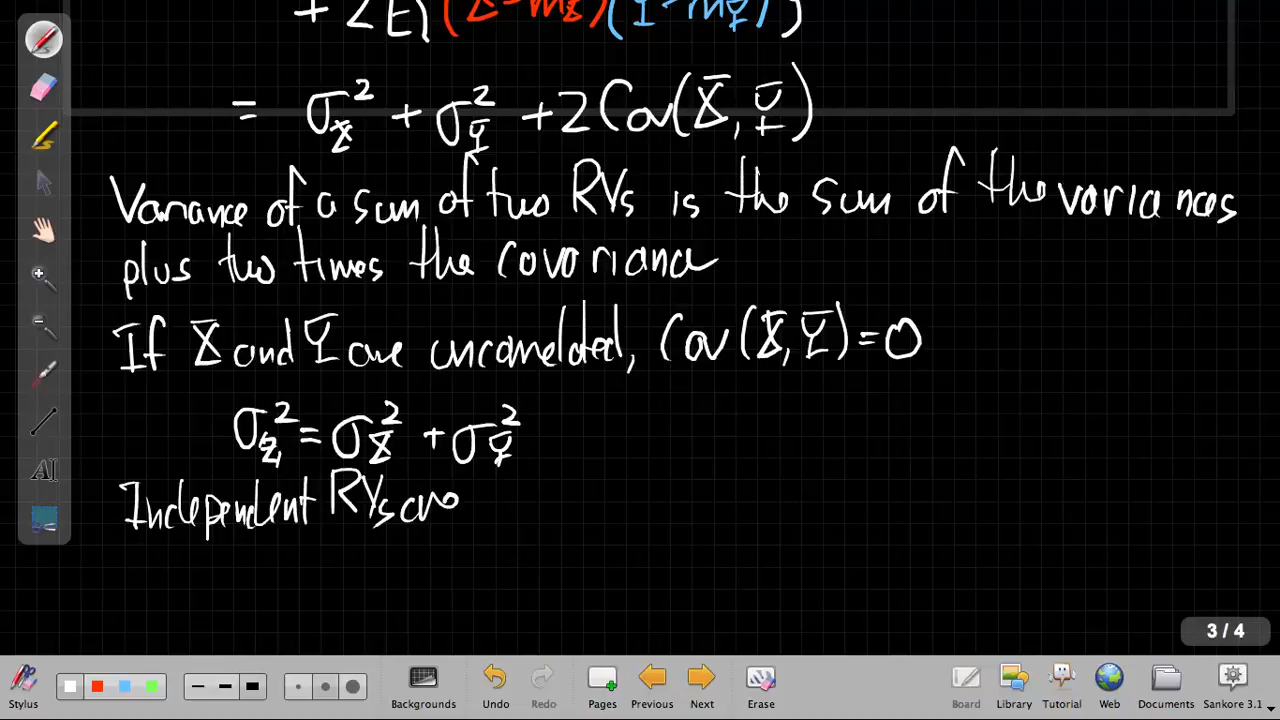 + 2E{(X-mX)(Y-mY)}
= σX² + σY² + 2Cov(X,Y)
Variance of a sum of two RVs is the sum of the variances
plus two times the covariance
If X and Y are uncorrelated, Cov(X,Y)=0
σZ² = σX² + σY²
Independent RVs are
3 / 4
Stylus Backgrounds Undo Redo Pages Previous Next Erase Board Library Tutorial Web Documents Sankore 3.1